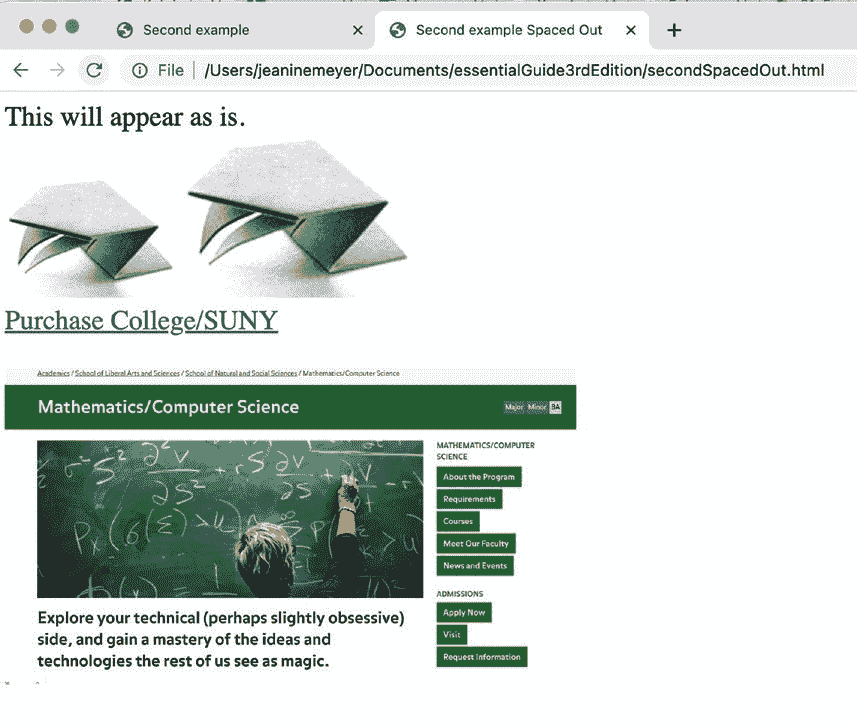 Second example
Second example Spaced Out
File /Users/jeaninemeyer/Documents/essentialGuide3rdEdition/secondSpacedOut.html
This will appear as is.
Purchase College/SUNY
Academics / School of Liberal Arts and Sciences / School of Natural and Social Sciences / Mathematics/Computer Science
Mathematics/Computer Science
Major Minor BA
MATHEMATICS/COMPUTER
SCIENCE
About the Program
Requirements
Courses
Meet Our Faculty
News and Events
ADMISSIONS
Apply Now
Visit
Request Information
Explore your technical (perhaps slightly obsessive)
side, and gain a mastery of the ideas and
technologies the rest of us see as magic.